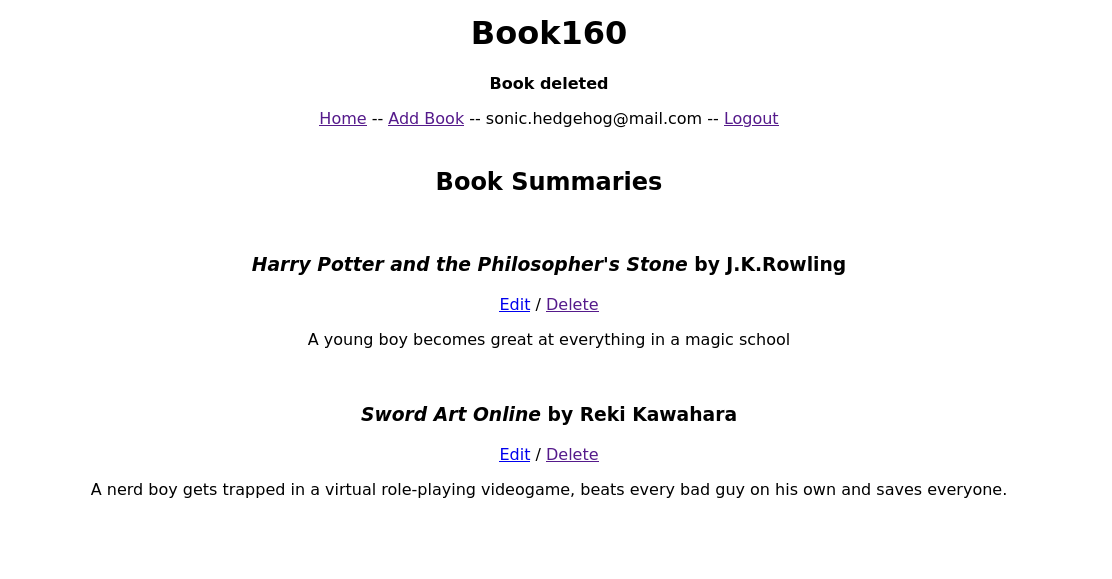 Book160
Book deleted
Home -- Add Book -- sonic.hedgehog@mail.com -- Logout
Book Summaries
Harry Potter and the Philosopher's Stone by J.K.Rowling
Edit / Delete
A young boy becomes great at everything in a magic school
Sword Art Online by Reki Kawahara
Edit / Delete
A nerd boy gets trapped in a virtual role-playing videogame, beats every bad guy on his own and saves everyone.